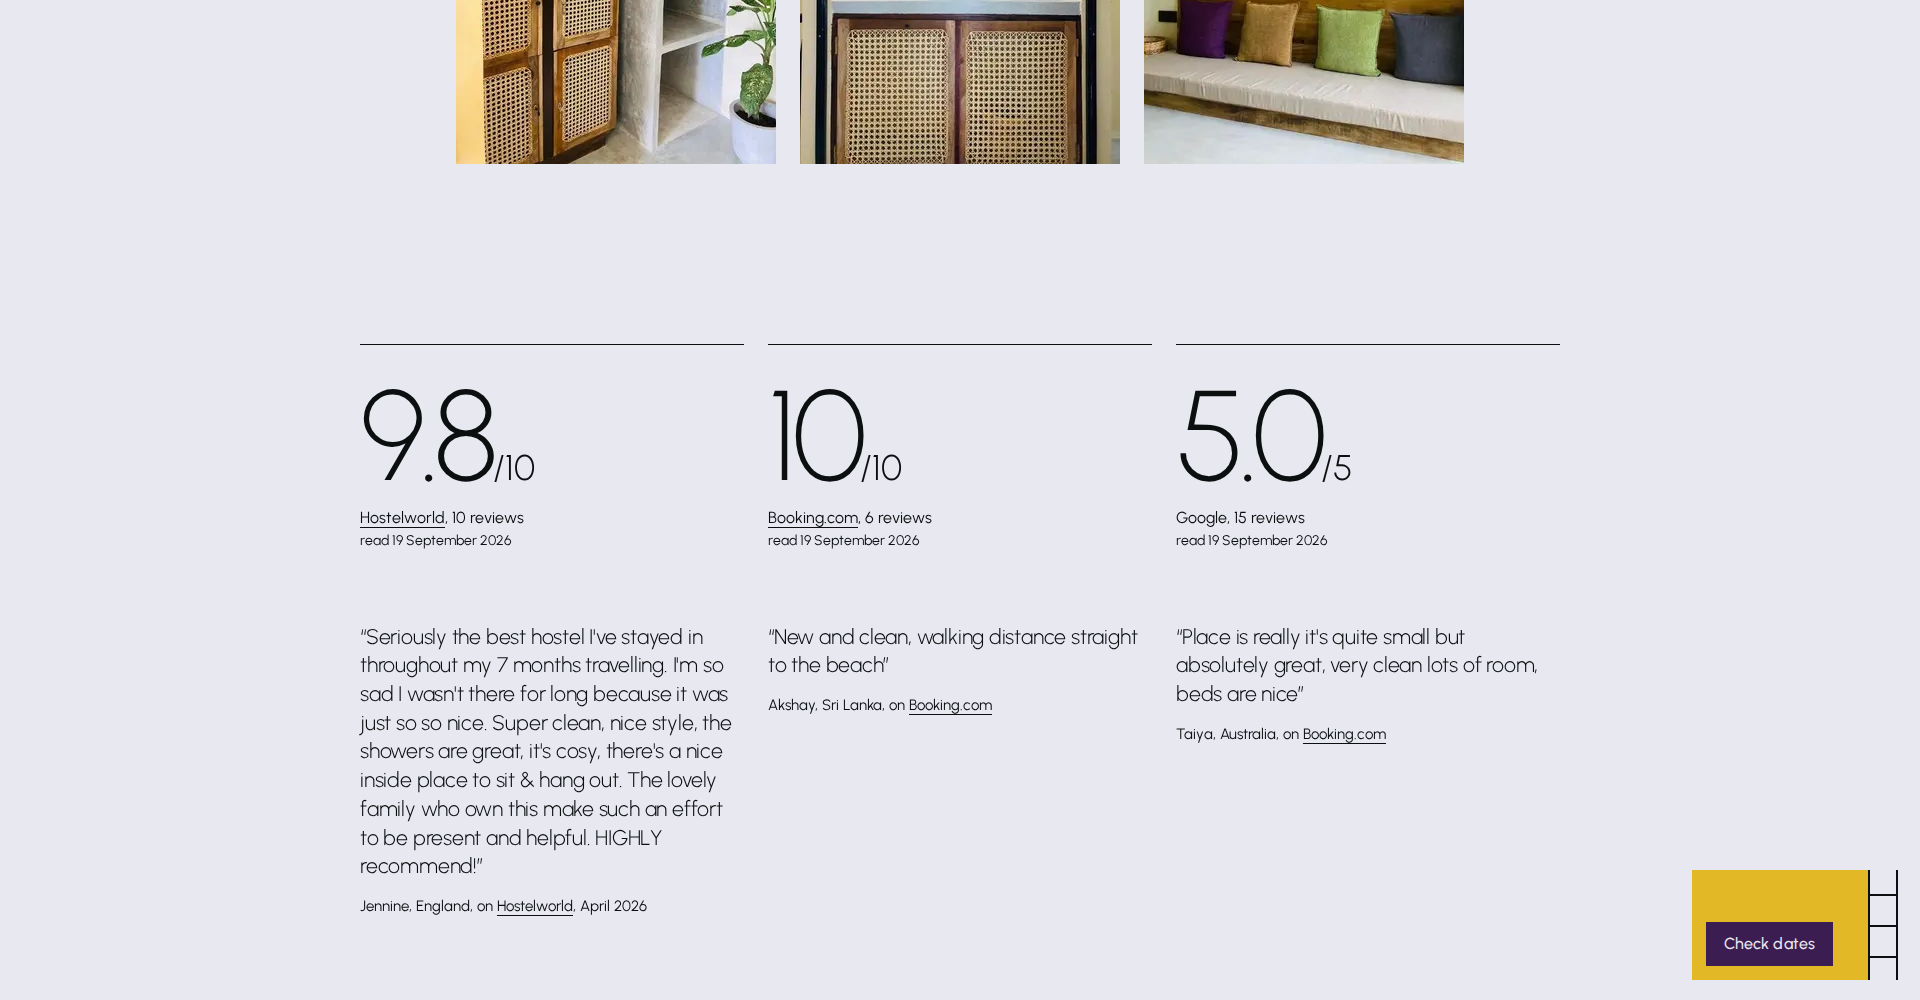 9.8/10
Hostelworld, 10 reviews
read 19 September 2026
"Seriously the best hostel I've stayed in
throughout my 7 months travelling. I'm so
sad I wasn't there for long because it was
just so so nice. Super clean, nice style, the
showers are great, it's cosy, there's a nice
inside place to sit & hang out. The lovely
family who own this make such an effort
to be present and helpful. HIGHLY
recommend!"
Jennine, England, on Hostelworld, April 2026
10/10
Booking.com, 6 reviews
read 19 September 2026
"New and clean, walking distance straight
to the beach"
Akshay, Sri Lanka, on Booking.com
5.0/5
Google, 15 reviews
read 19 September 2026
"Place is really it's quite small but
absolutely great, very clean lots of room,
beds are nice"
Taiya, Australia, on Booking.com
Check dates